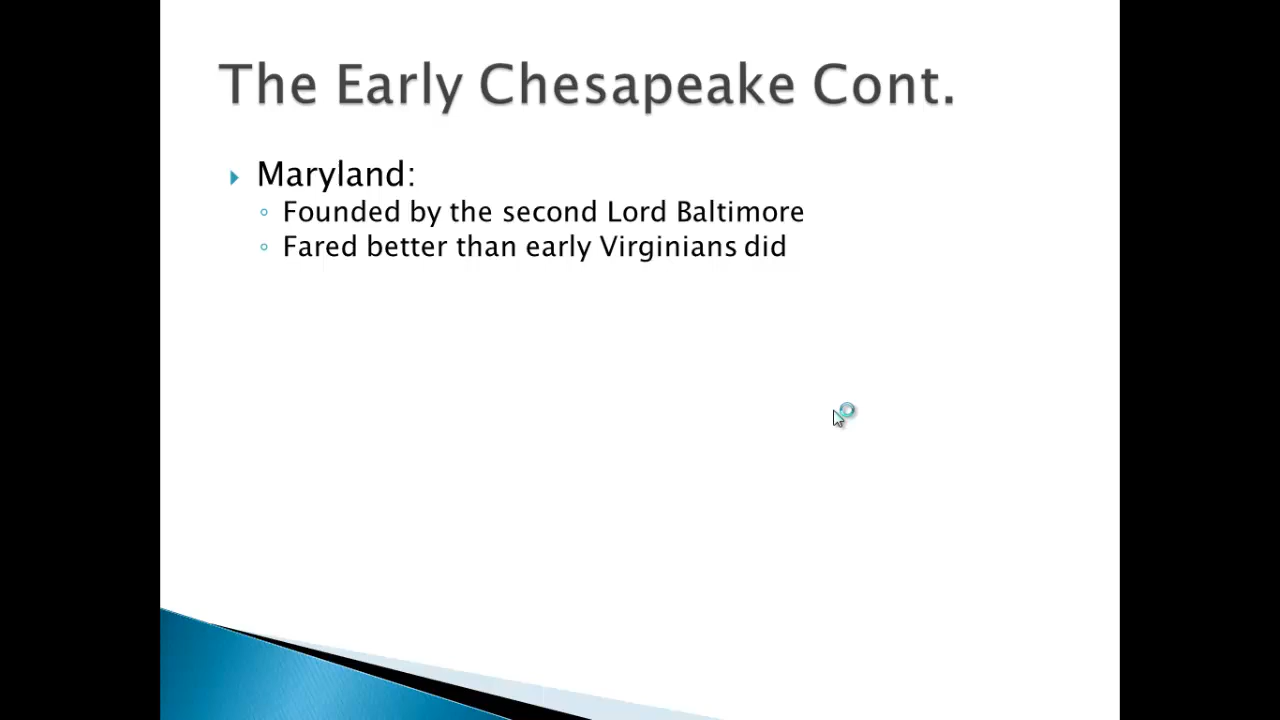 The Early Chesapeake Cont.
Maryland:
Founded by the second Lord Baltimore
Fared better than early Virginians did